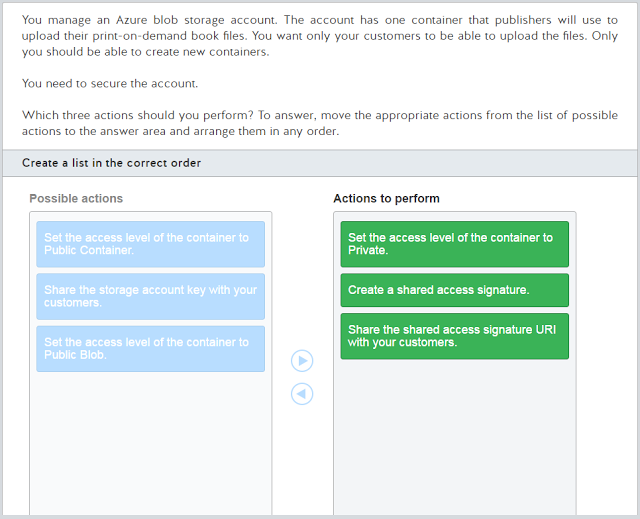 You manage an Azure blob storage account. The account has one container that publishers will use to
upload their print-on-demand book files. You want only your customers to be able to upload the files. Only
you should be able to create new containers.
You need to secure the account.
Which three actions should you perform? To answer, move the appropriate actions from the list of possible
actions to the answer area and arrange them in any order.
Create a list in the correct order
Possible actions
Set the access level of the container to
Public Container.
Share the storage account key with your
customers.
Set the access level of the container to
Public Blob.
Actions to perform
Set the access level of the container to
Private.
Create a shared access signature.
Share the shared access signature URI
with your customers.